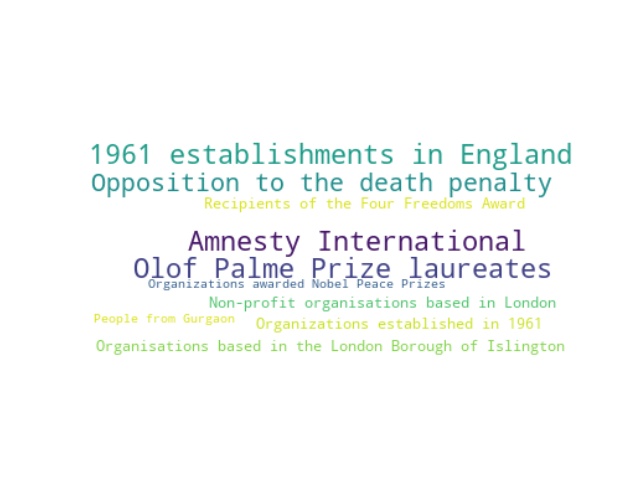 1961 establishments in England
Opposition to the death penalty
Recipients of the Four Freedoms Award
Amnesty International
Olof Palme Prize laureates
Organizations awarded Nobel Peace Prizes
Non-profit organisations based in London
People from Gurgaon
Organizations established in 1961
Organisations based in the London Borough of Islington